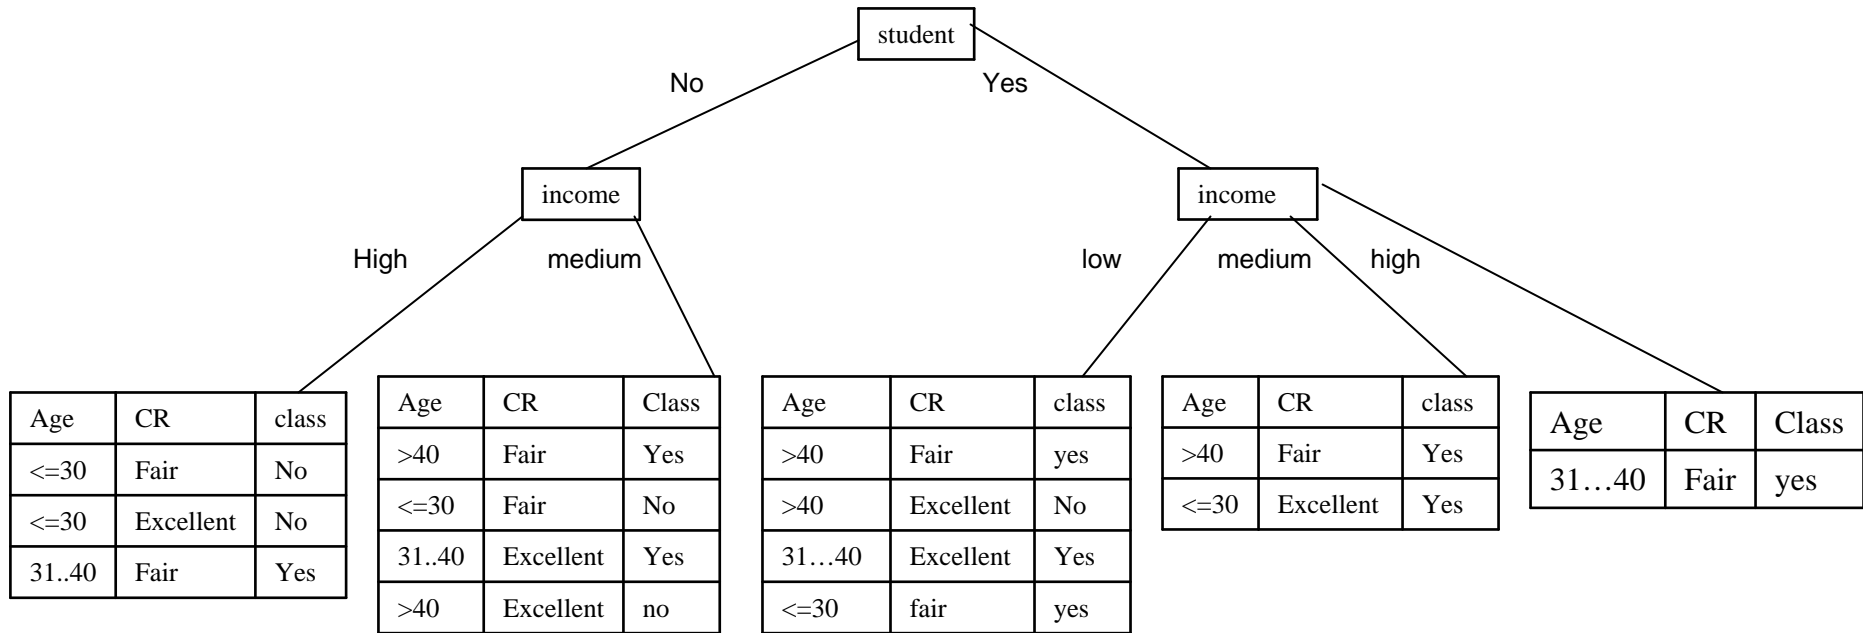 student
No Yes
income income
High medium low medium high
Age CR class
<=30 Fair No
<=30 Excellent No
31..40 Fair Yes
Age CR Class
>40 Fair Yes
<=30 Fair No
31..40 Excellent Yes
>40 Excellent no
Age CR class
>40 Fair yes
>40 Excellent No
31…40 Excellent Yes
<=30 fair yes
Age CR class
>40 Fair Yes
<=30 Excellent Yes
Age CR Class
31…40 Fair yes